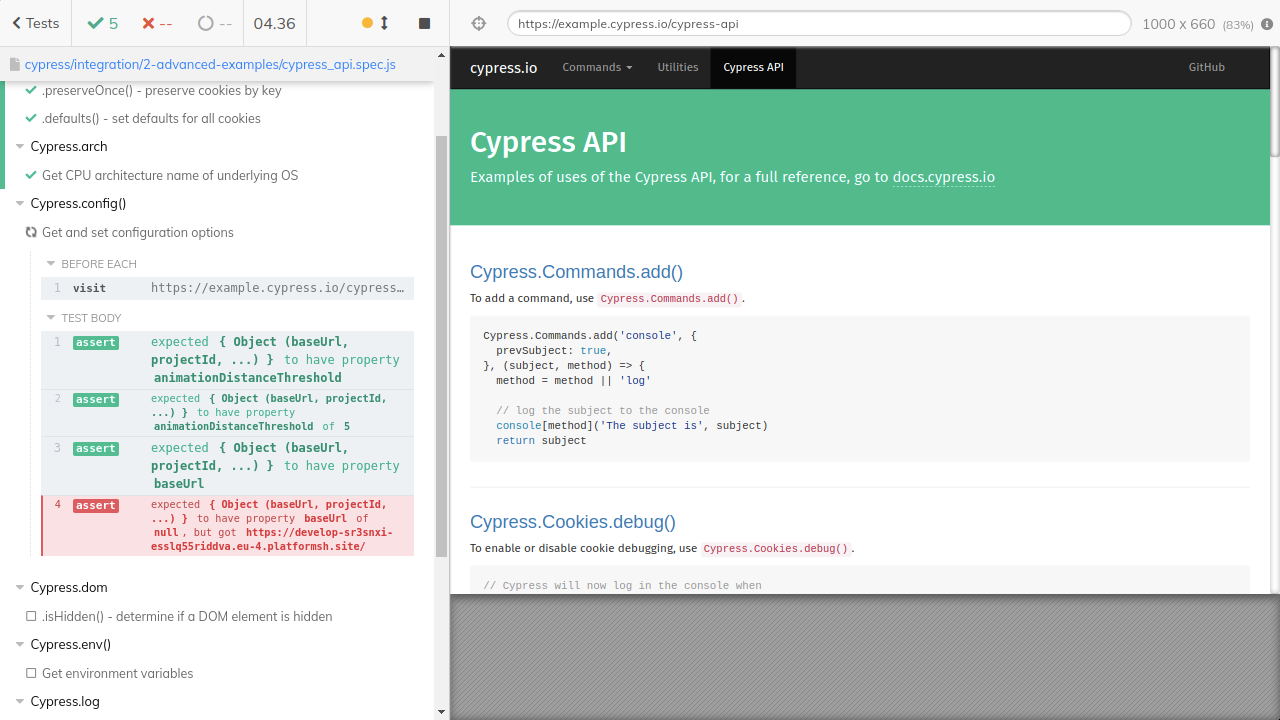 Tests 5 -- -- 04.36
cypress/integration/2-advanced-examples/cypress_api.spec.js
.preserveOnce() - preserve cookies by key
.defaults() - set defaults for all cookies
Cypress.arch
Get CPU architecture name of underlying OS
Cypress.config()
Get and set configuration options
BEFORE EACH
1 visit https://example.cypress.io/cypress…
TEST BODY
1 assert expected { Object (baseUrl,
projectId, ...) } to have property
animationDistanceThreshold
2 assert expected { Object (baseUrl, projectId,
...) } to have property
animationDistanceThreshold of 5
3 assert expected { Object (baseUrl,
projectId, ...) } to have property
baseUrl
4 assert expected { Object (baseUrl, projectId,
...) } to have property baseUrl of
null, but got https://develop-sr3snxi-
esslq55riddva.eu-4.platformsh.site/
Cypress.dom
.isHidden() - determine if a DOM element is hidden
Cypress.env()
Get environment variables
Cypress.log
https://example.cypress.io/cypress-api 1000 x 660 (83%)
cypress.io Commands Utilities Cypress API GitHub
Cypress API
Examples of uses of the Cypress API, for a full reference, go to docs.cypress.io
Cypress.Commands.add()
To add a command, use Cypress.Commands.add().
Cypress.Commands.add('console', {
prevSubject: true,
}, (subject, method) => {
method = method || 'log'
// log the subject to the console
console[method]('The subject is', subject)
return subject
Cypress.Cookies.debug()
To enable or disable cookie debugging, use Cypress.Cookies.debug().
// Cypress will now log in the console when